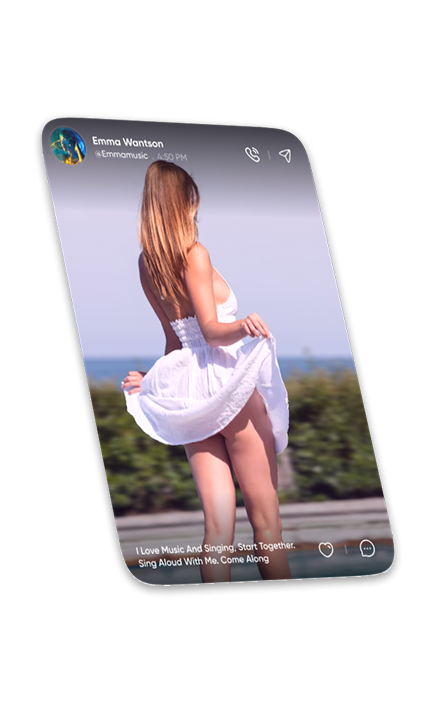 Emma Wantson
@Emmamusic . 4:50 PM
I Love Music And Singing, Start Together.
Sing Aloud With Me. Come Along